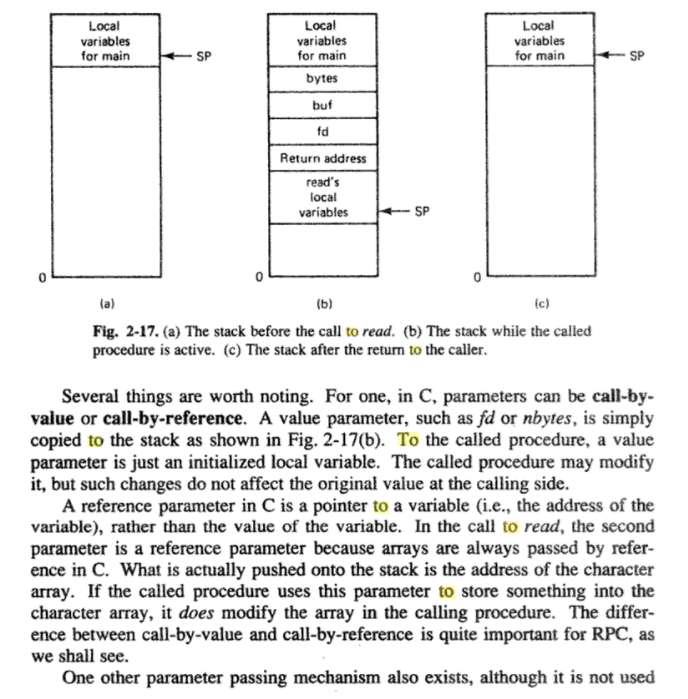 Local
variables
for main
SP
0
(a)
Local
variables
for main
bytes
buf
fd
Return address
read's
local
variables
SP
0
(b)
Local
variables
for main
SP
0
(c)
Fig. 2-17. (a) The stack before the call to read. (b) The stack while the called
procedure is active. (c) The stack after the return to the caller.
Several things are worth noting. For one, in C, parameters can be call-by-
value or call-by-reference. A value parameter, such as fd or nbytes, is simply
copied to the stack as shown in Fig. 2-17(b). To the called procedure, a value
parameter is just an initialized local variable. The called procedure may modify
it, but such changes do not affect the original value at the calling side.
A reference parameter in C is a pointer to a variable (i.e., the address of the
variable), rather than the value of the variable. In the call to read, the second
parameter is a reference parameter because arrays are always passed by refer-
ence in C. What is actually pushed onto the stack is the address of the character
array. If the called procedure uses this parameter to store something into the
character array, it does modify the array in the calling procedure. The differ-
ence between call-by-value and call-by-reference is quite important for RPC, as
we shall see.
One other parameter passing mechanism also exists, although it is not used